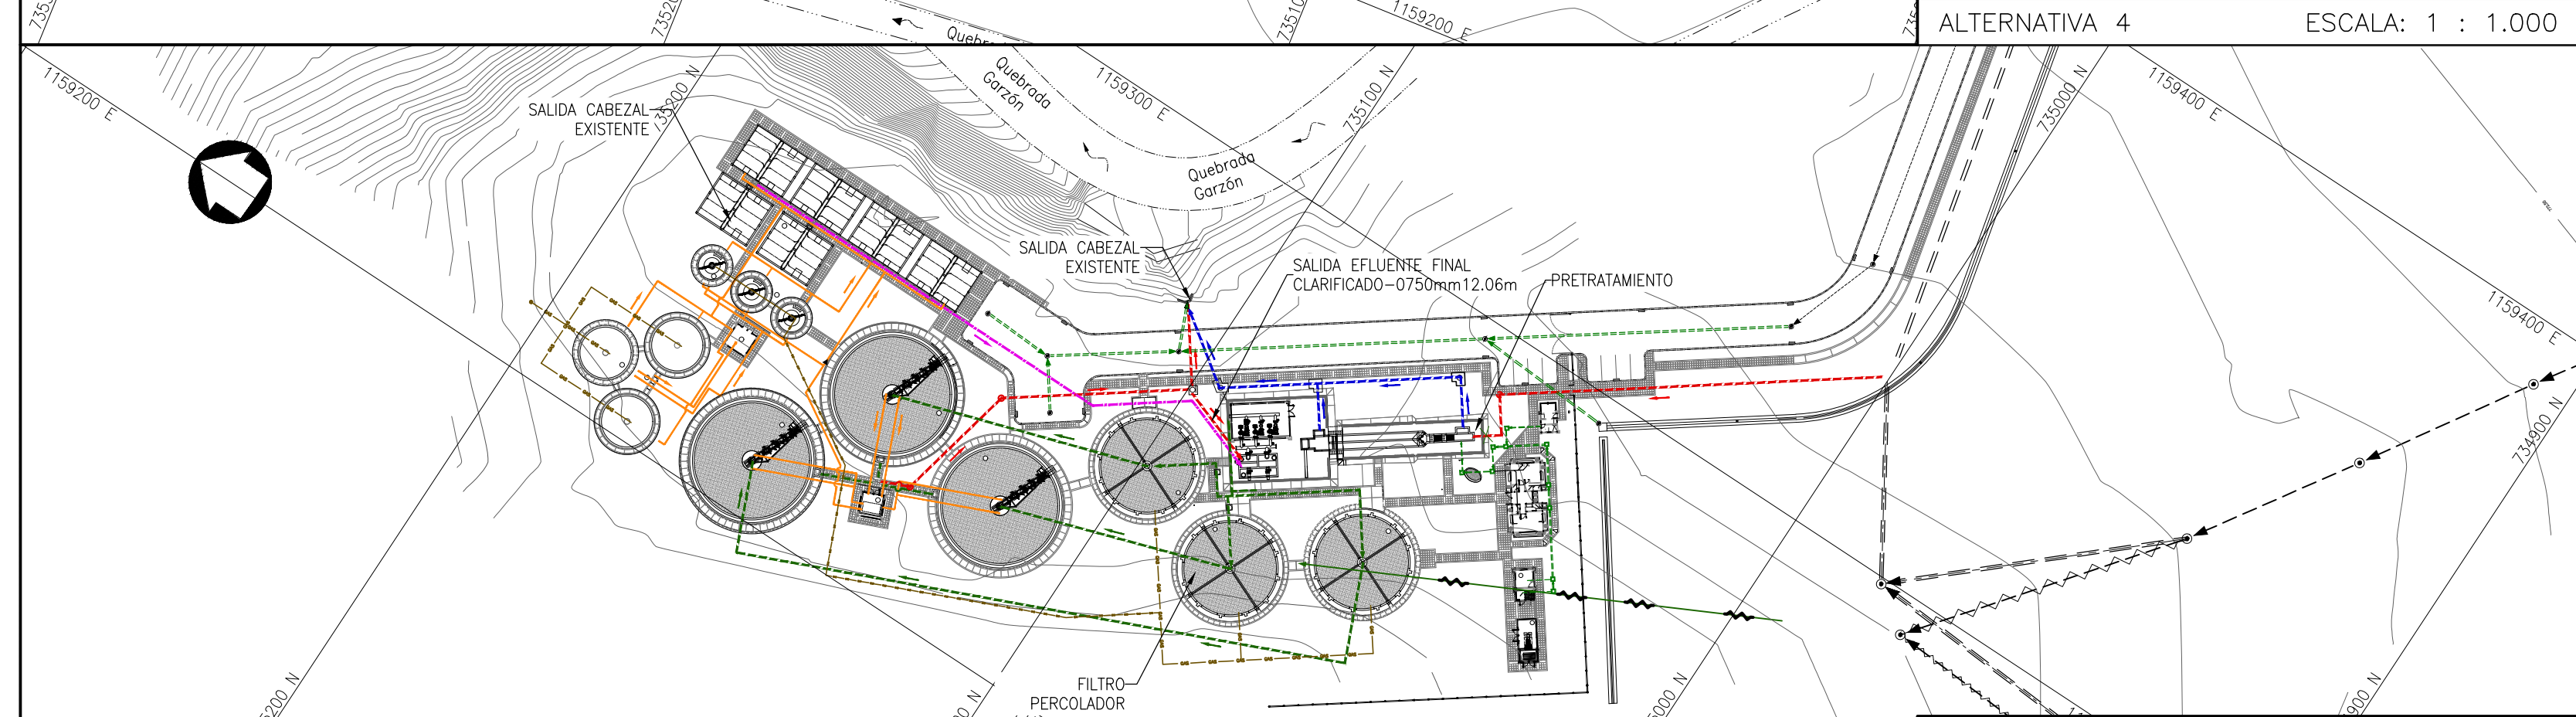 ALTERNATIVA 4
ESCALA: 1 : 1.000
1159200 E
1159200 E
735200 N
Quebrada
Garzón
1159300 E
735100 N
735000 N
1159400 E
SALIDA CABEZAL
EXISTENTE
Quebrada
Garzón
SALIDA CABEZAL
EXISTENTE
SALIDA EFLUENTE FINAL
CLARIFICADO-0750mm12.06m
PRETRATAMIENTO
1159400 E
734900 N
FILTRO
PERCOLADOR